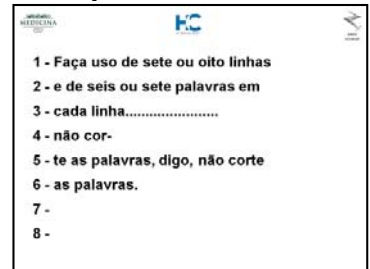 MEDICINA
HC
1 - Faça uso de sete ou oito linhas
2 - e de seis ou sete palavras em
3 - cada linha.......................
4 - não cor-
5 - te as palavras, digo, não corte
6 - as palavras.
7 -
8 -